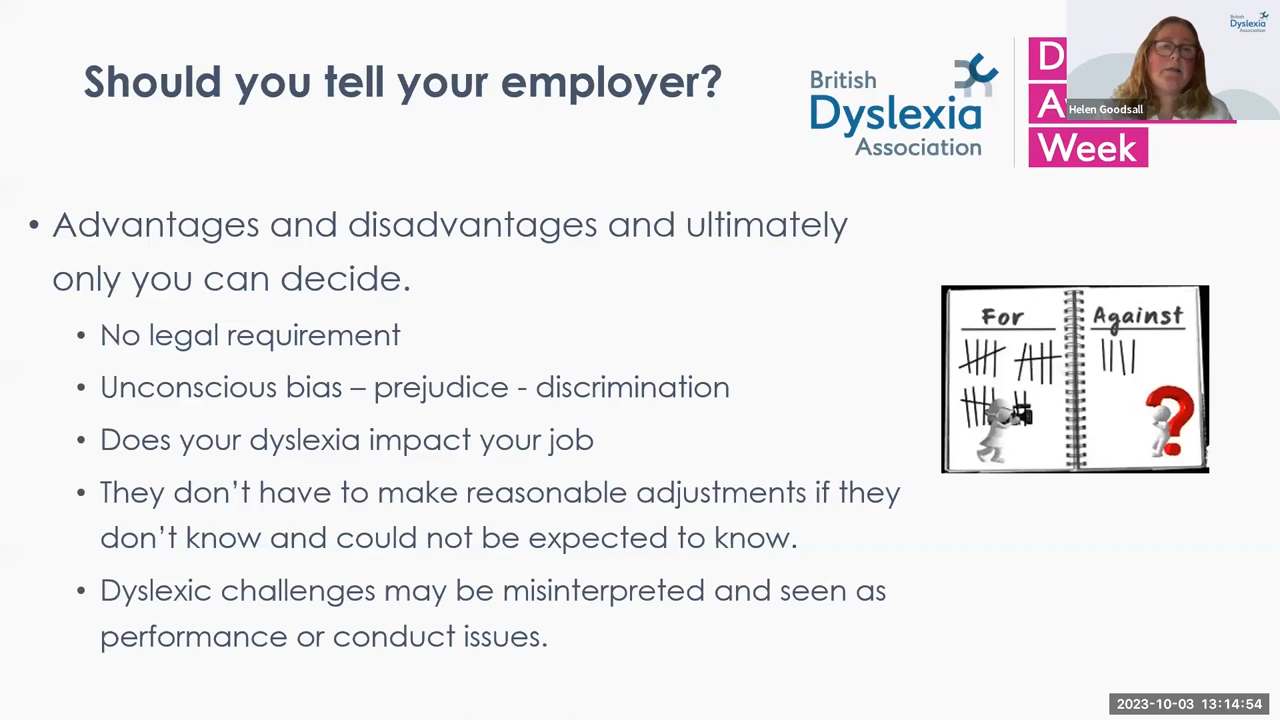 Should you tell your employer?
British
Dyslexia
Association
D
A
Week
Helen Goodsall
British
Dyslexia
Association
• Advantages and disadvantages and ultimately
only you can decide.
• No legal requirement
• Unconscious bias – prejudice - discrimination
• Does your dyslexia impact your job
• They don’t have to make reasonable adjustments if they
don’t know and could not be expected to know.
• Dyslexic challenges may be misinterpreted and seen as
performance or conduct issues.
For
Against
?
2023-10-03 13:14:54